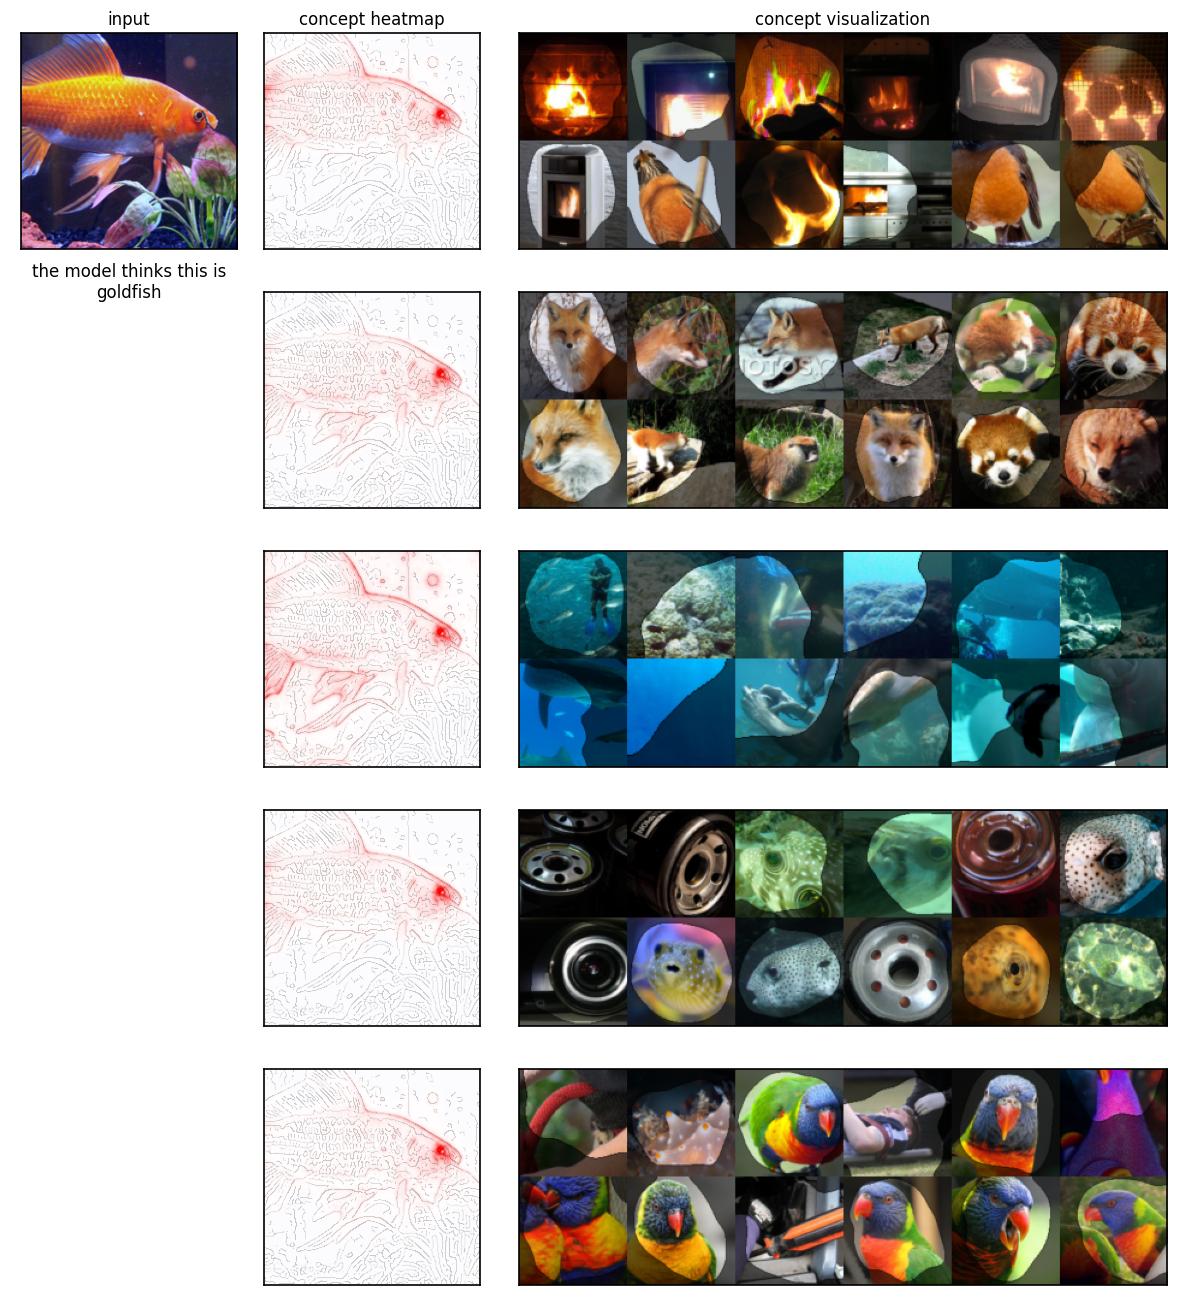 input
concept heatmap
concept visualization
the model thinks this is
goldfish